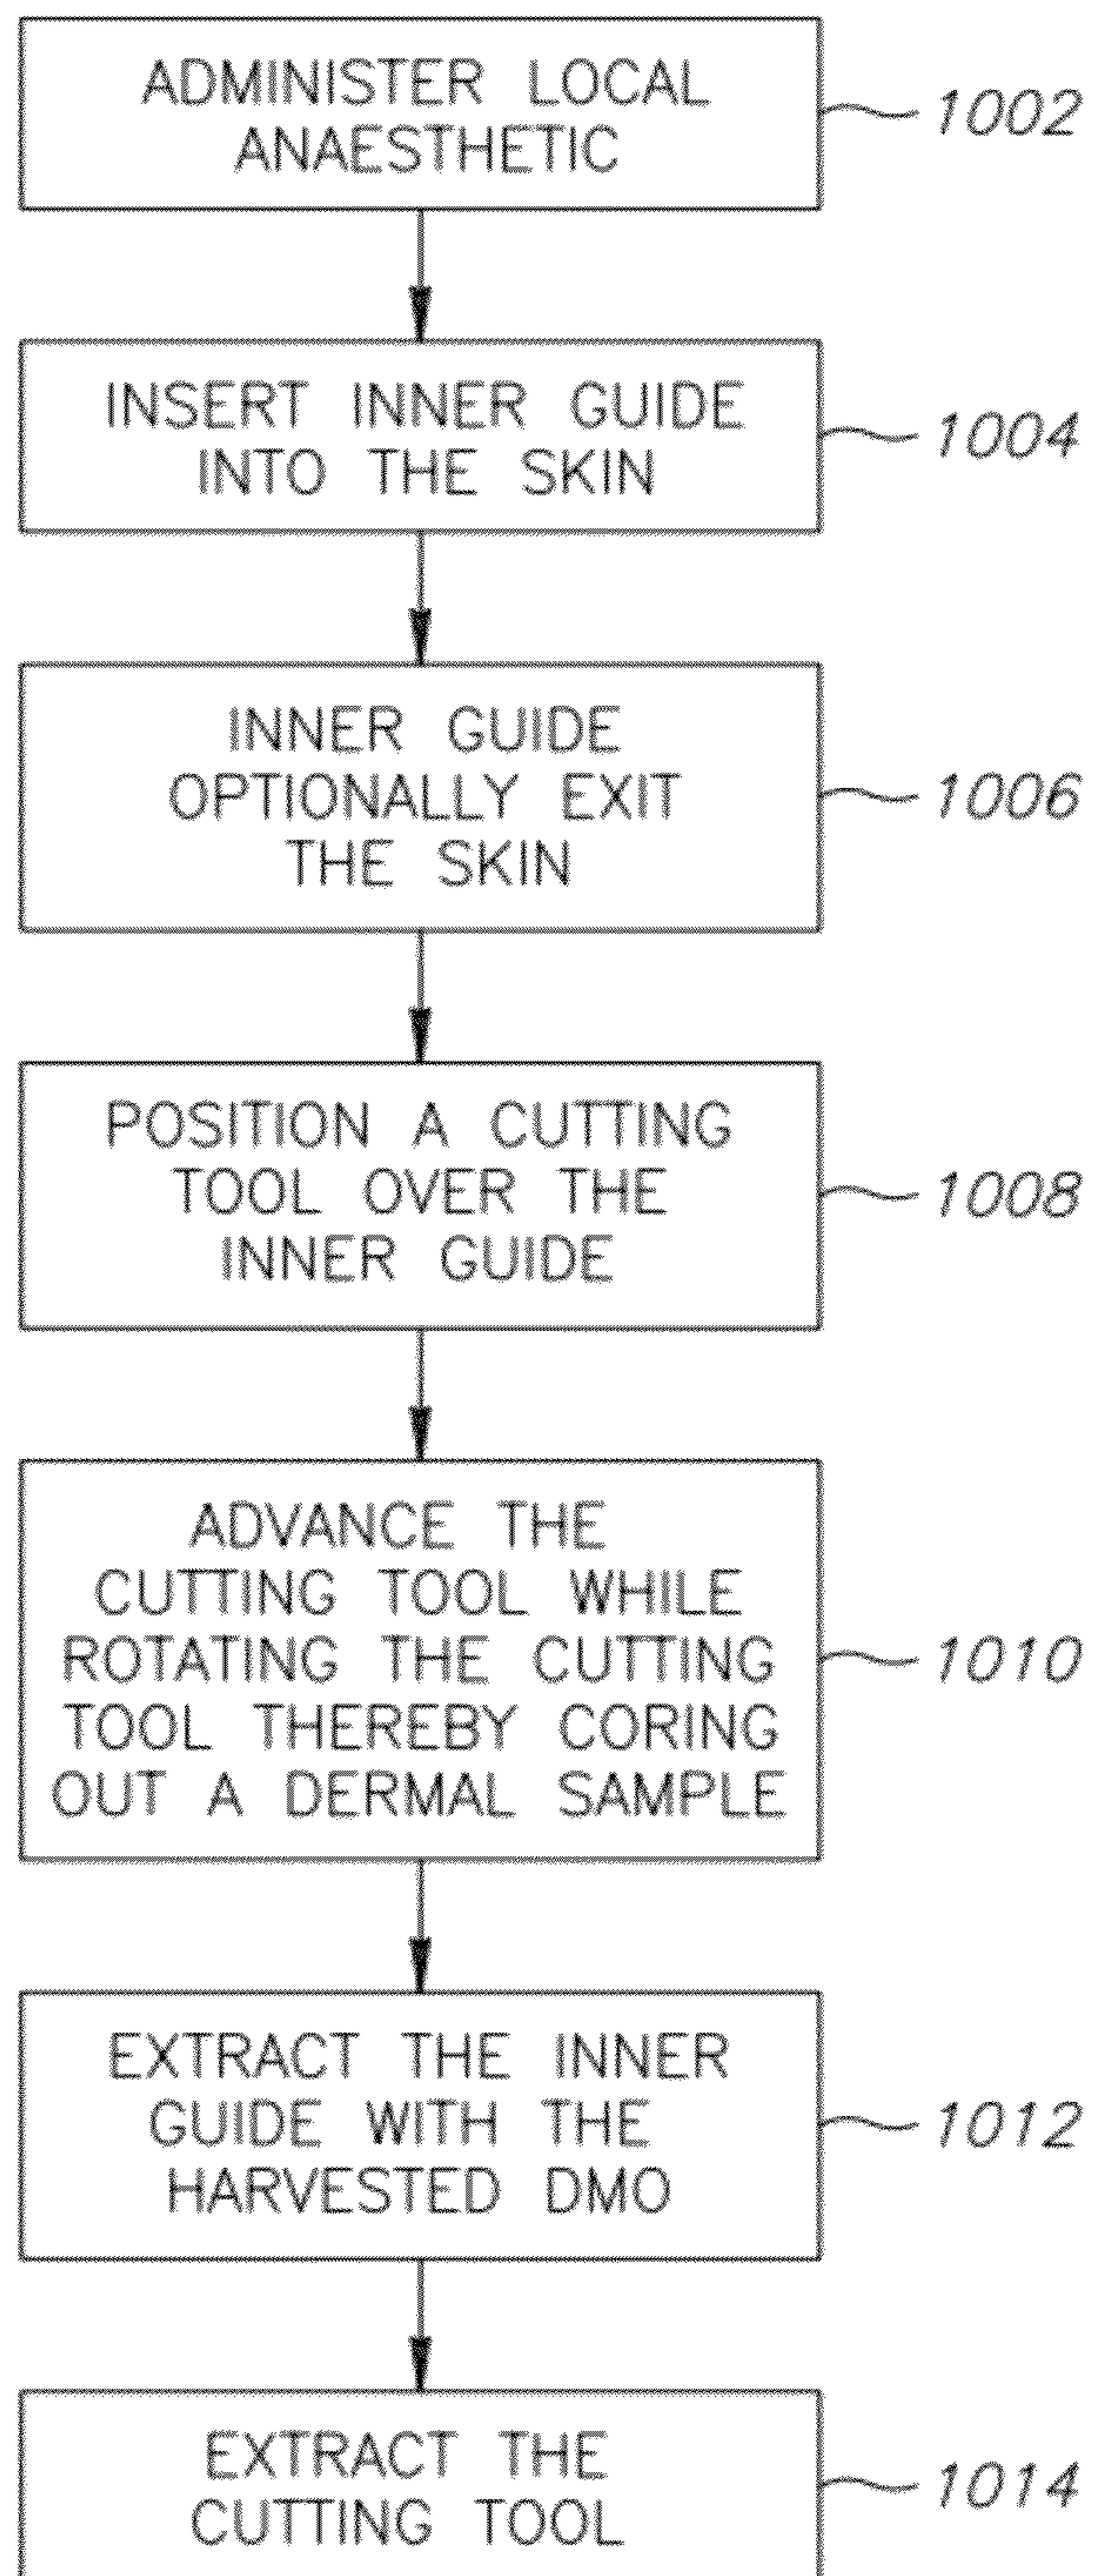 ADMINISTER LOCAL
ANAESTHETIC
1002
INSERT INNER GUIDE
INTO THE SKIN
1004
INNER GUIDE
OPTIONALLY EXIT
THE SKIN
1006
POSITION A CUTTING
TOOL OVER THE
INNER GUIDE
1008
ADVANCE THE
CUTTING TOOL WHILE
ROTATING THE CUTTING
TOOL THEREBY CORING
OUT A DERMAL SAMPLE
1010
EXTRACT THE INNER
GUIDE WITH THE
HARVESTED DMO
1012
EXTRACT THE
CUTTING TOOL
1014